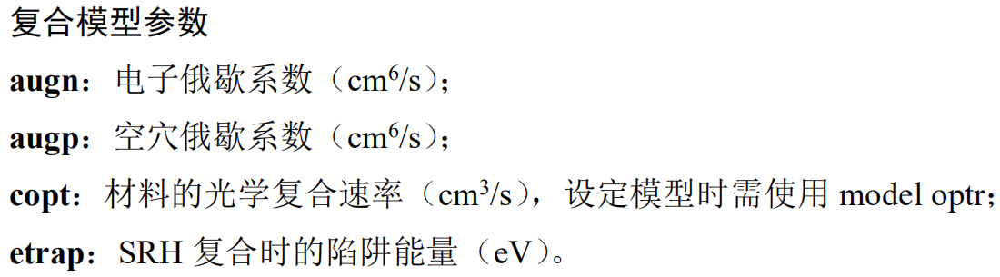 复合模型参数
augn：电子俄歇系数（cm⁶/s）；
augp：空穴俄歇系数（cm⁶/s）；
copt：材料的光学复合速率（cm³/s），设定模型时需使用 model optr；
etrap：SRH 复合时的陷阱能量（eV）。